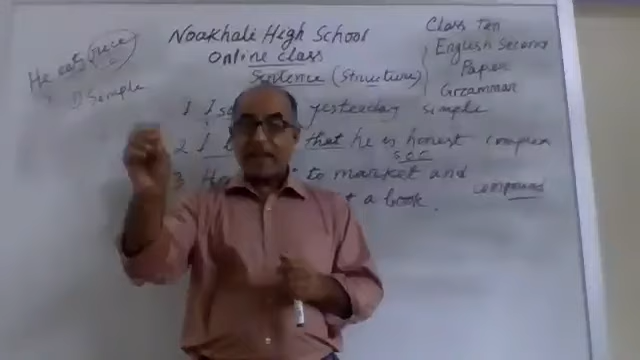 Noakhali High School
Online class
Sentence (Structure)
Class Ten
English Second
Paper
Grammar
He eats rice
1) Simple
1 I yesterday simple
2 I that he is honest complex
s o c
3 to market and
compound
a book.